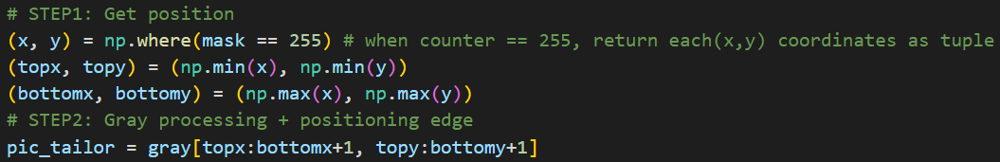 # STEP1: Get position
(x, y) = np.where(mask == 255) # when counter == 255, return each(x,y) coordinates as tuple
(topx, topy) = (np.min(x), np.min(y))
(bottomx, bottomy) = (np.max(x), np.max(y))
# STEP2: Gray processing + positioning edge
pic_tailor = gray[topx:bottomx+1, topy:bottomy+1]